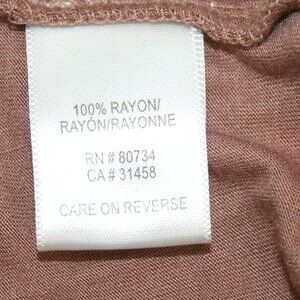 100% RAYON/
RAYÓN/RAYONNE
RN # 80734
CA # 31458
CARE ON REVERSE